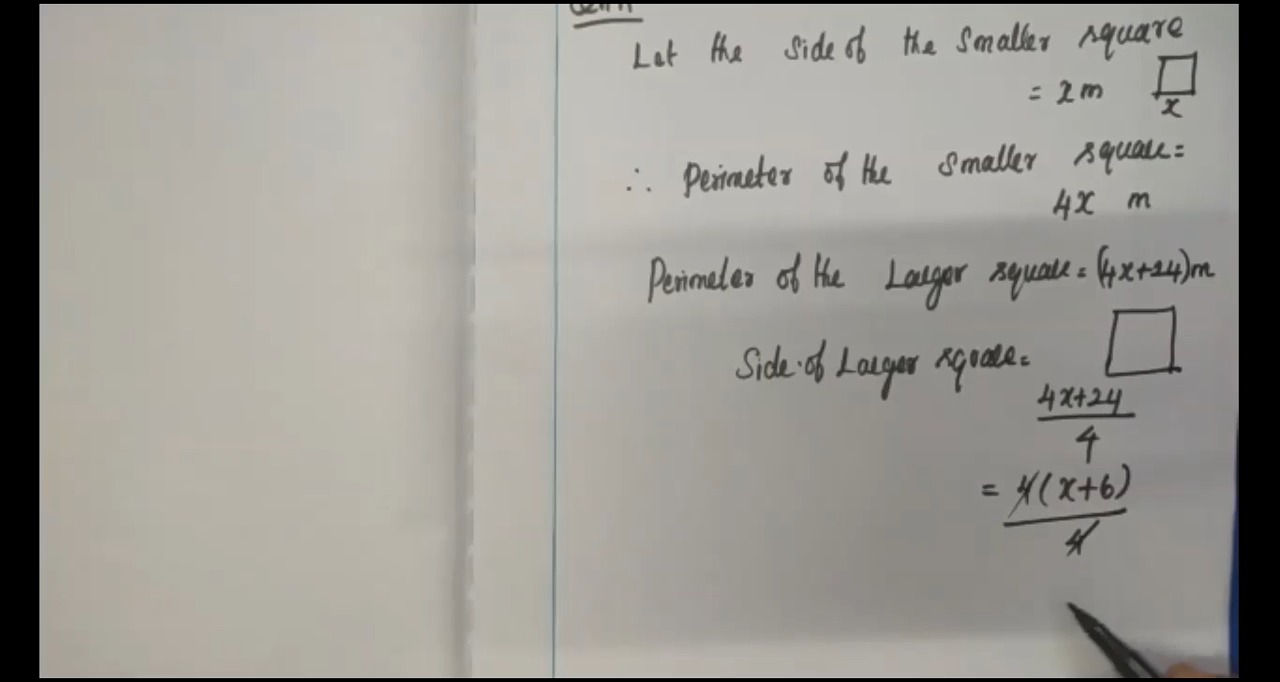 Let the side of the smaller square
= x m
x
∴ Perimeter of the smaller square =
4x m
Perimeter of the Larger square = (4x+24)m
Side of Larger square =
4x+24
4
= 4(x+6)
4